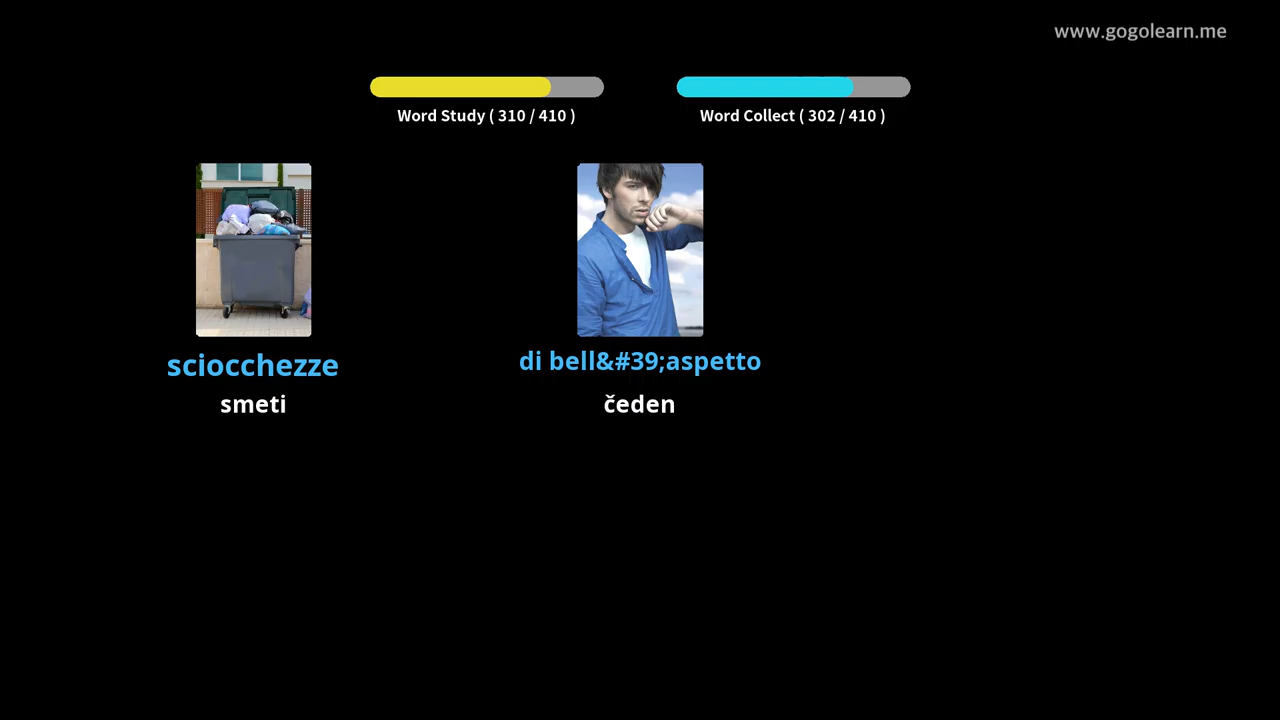 www.gogolearn.me
Word Study ( 310 / 410 )
Word Collect ( 302 / 410 )
sciocchezze
smeti
di bell&#39;aspetto
čeden